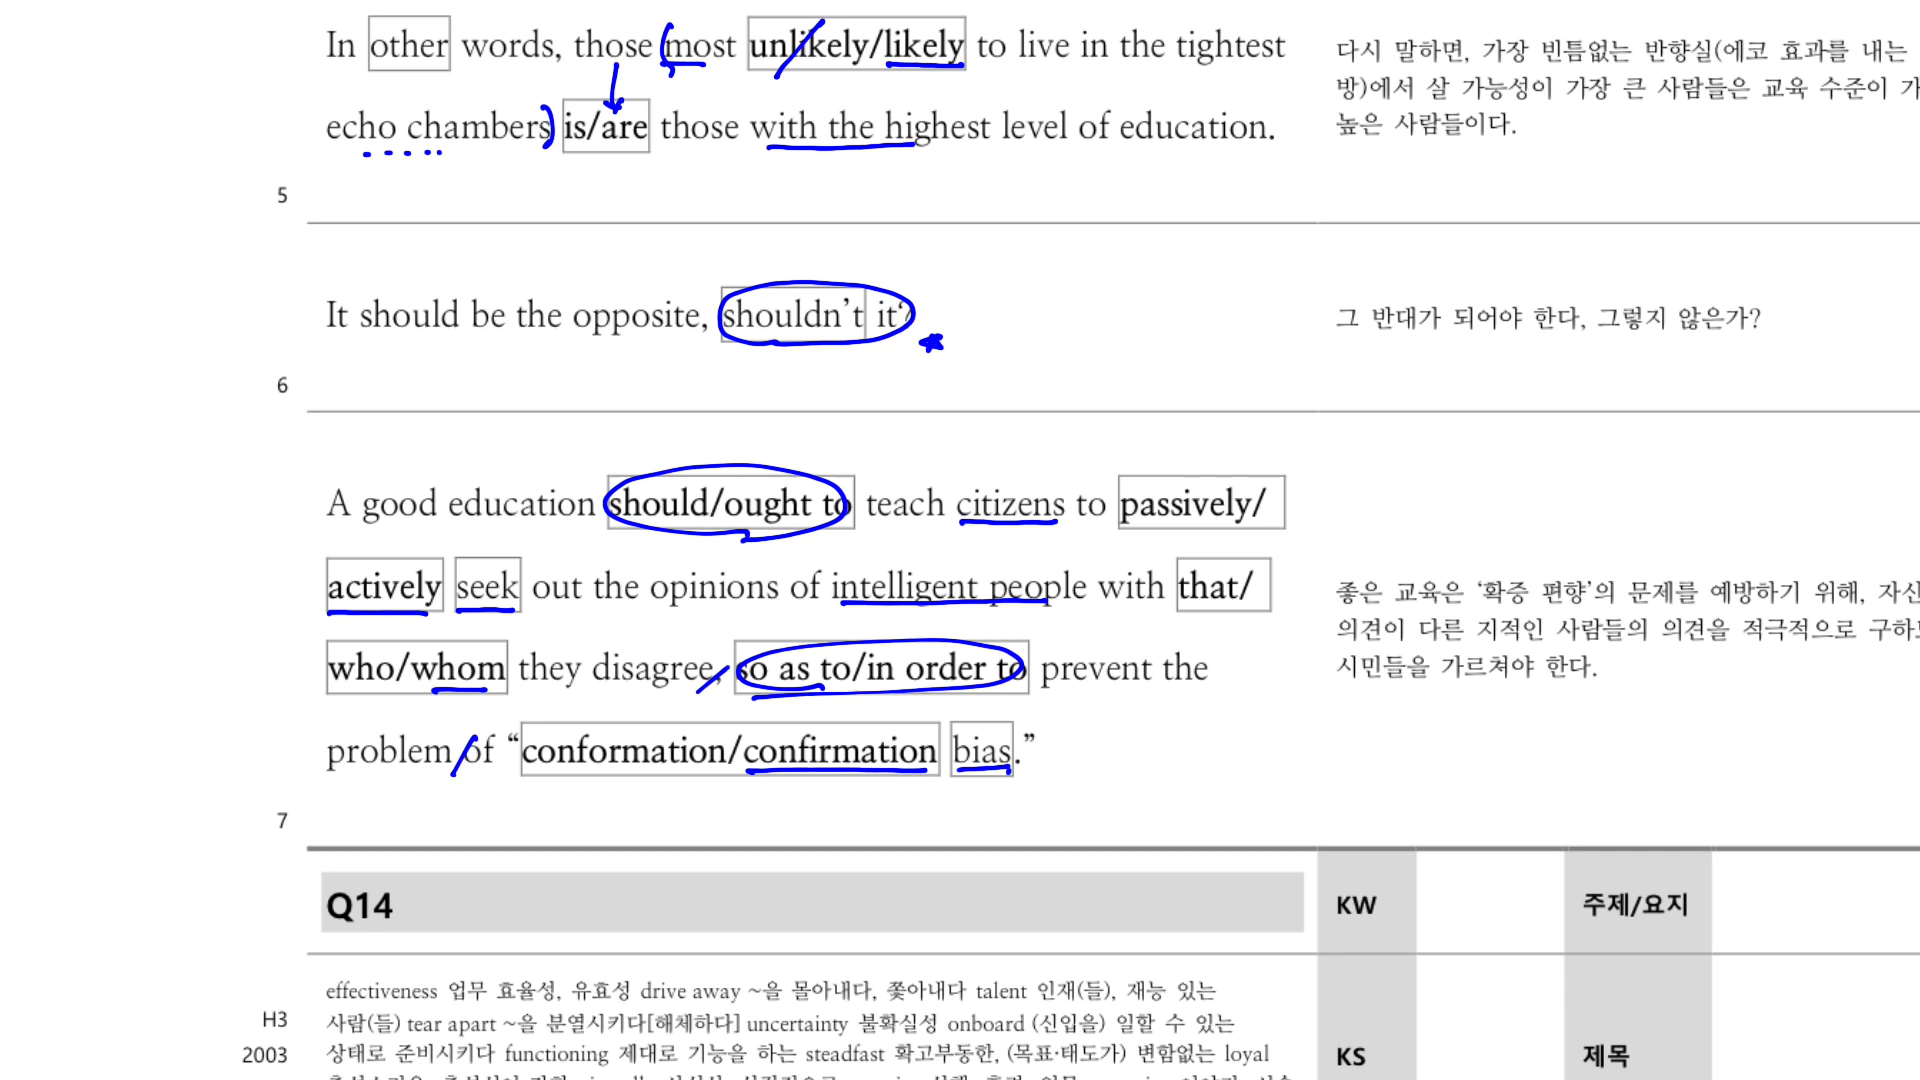 In other words, those most unlikely/likely to live in the tightest
echo chambers is/are those with the highest level of education.
다시 말하면, 가장 빈틈없는 반향실(에코 효과를 내는
방)에서 살 가능성이 가장 큰 사람들은 교육 수준이 가
높은 사람들이다.
5
It should be the opposite, shouldn't it?
그 반대가 되어야 한다, 그렇지 않은가?
6
A good education should/ought to teach citizens to passively/
actively seek out the opinions of intelligent people with that/
who/whom they disagree, so as to/in order to prevent the
problem of “conformation/confirmation bias.”
좋은 교육은 ‘확증 편향’의 문제를 예방하기 위해, 자신
의견이 다른 지적인 사람들의 의견을 적극적으로 구하도
시민들을 가르쳐야 한다.
7
Q14
KW
주제/요지
effectiveness 업무 효율성, 유효성 drive away ~을 몰아내다, 쫓아내다 talent 인재(들), 재능 있는
H3
사람(들) tear apart ~을 분열시키다[해체하다] uncertainty 불확실성 onboard (신입을) 일할 수 있는
2003
상태로 준비시키다 functioning 제대로 기능을 하는 steadfast 확고부동한, (목표·태도가) 변함없는 loyal
KS
제목